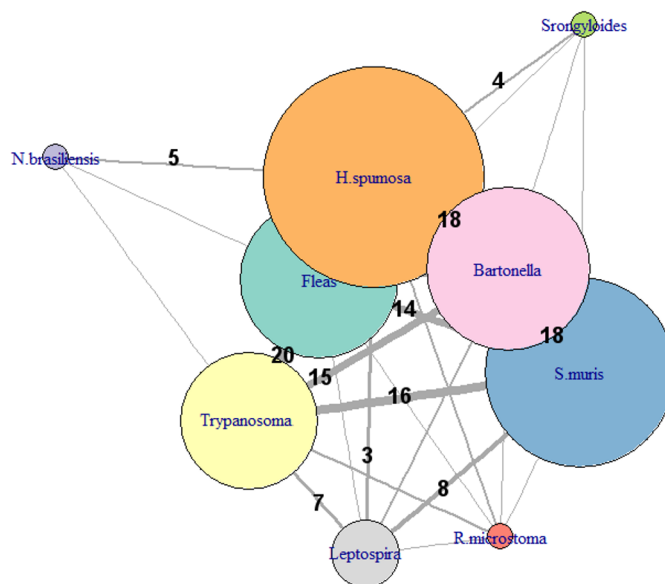 Srongyloides
4
N.brasiliensis
5
H.spumosa
18
Bartonella
Fleas
14
18
20
15
S.muris
16
Trypanosoma
3
8
7
R.microstoma
Leptospira